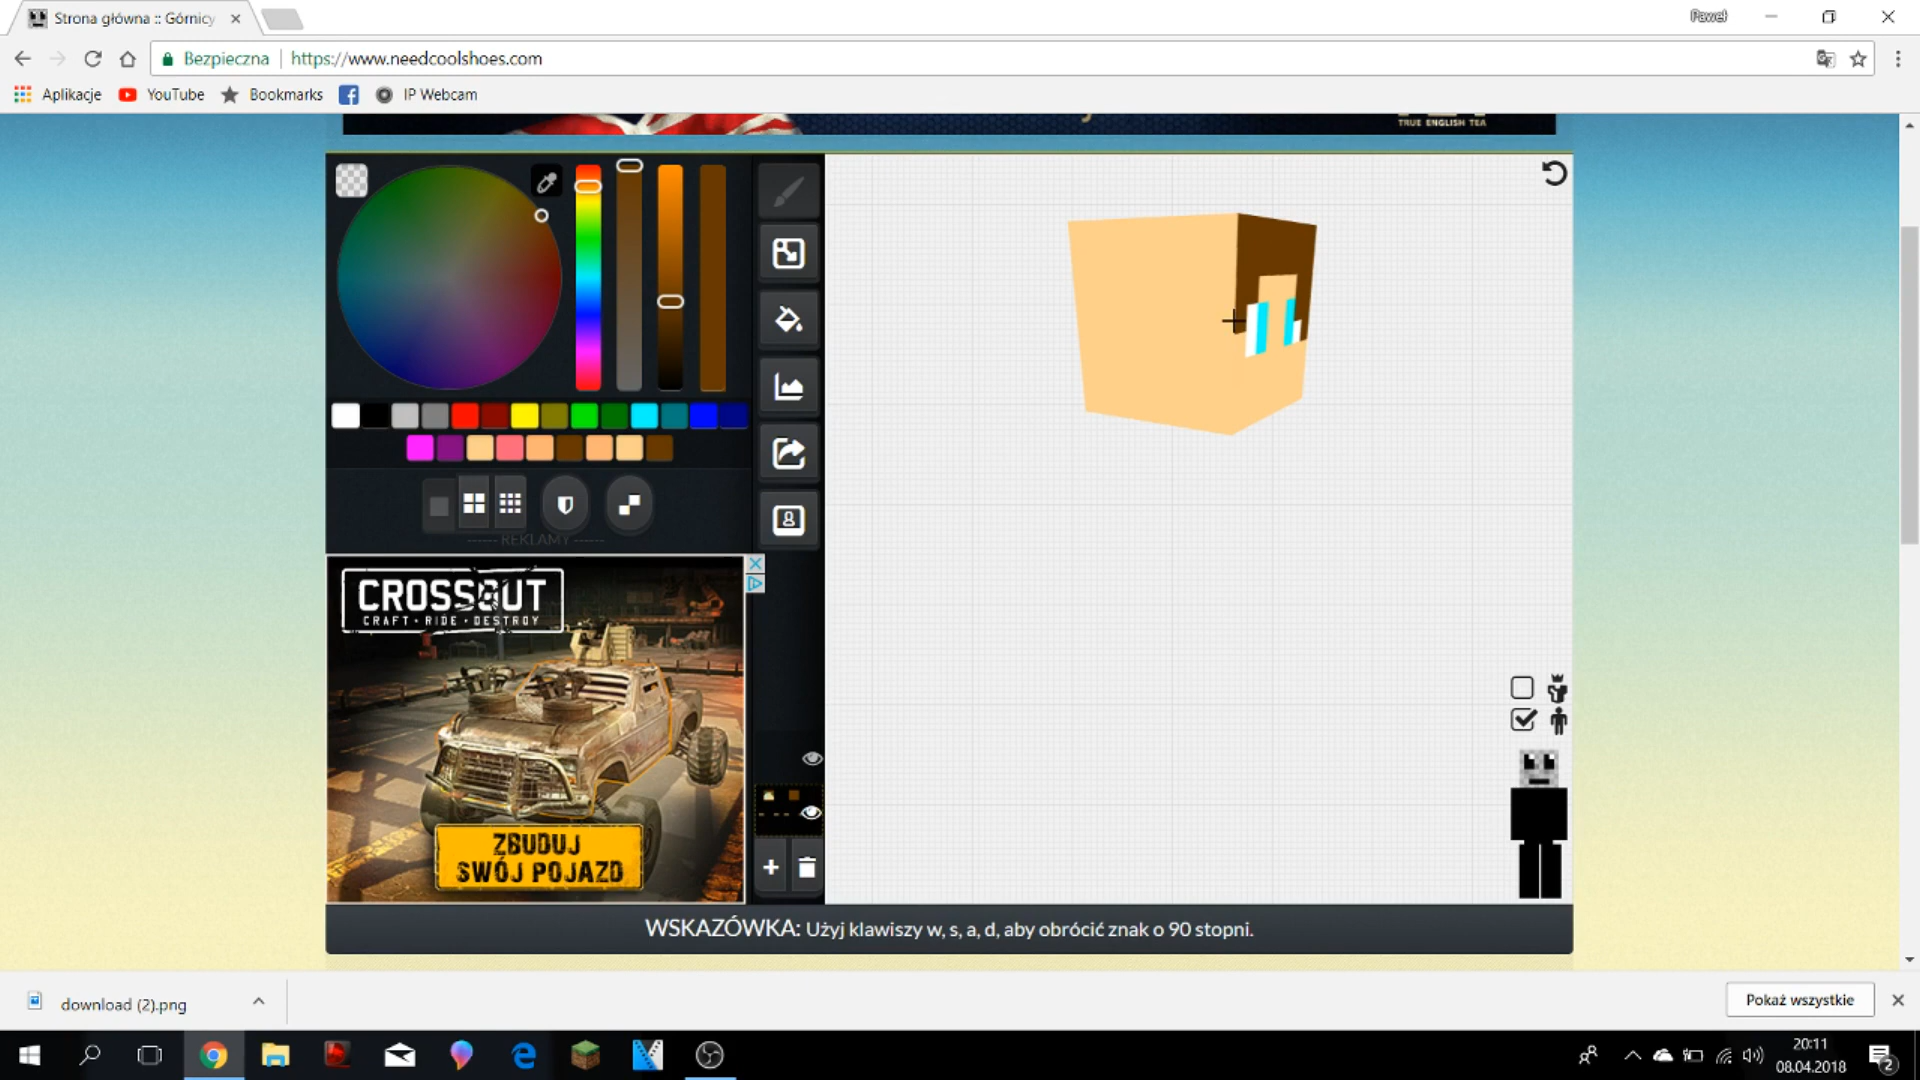 Strona główna :: Górnicy
Paweł
Bezpieczna
https://www.needcoolshoes.com
Aplikacje
YouTube
Bookmarks
IP Webcam
TRUE ENGLISH TEA
------ REKLAMY ------
CROSSOUT
CRAFT • RIDE • DESTROY
ZBUDUJ
SWÓJ POJAZD
WSKAZÓWKA: Użyj klawiszy w, s, a, d, aby obrócić znak o 90 stopni.
download (2).png
Pokaż wszystkie
20:11
08.04.2018
2